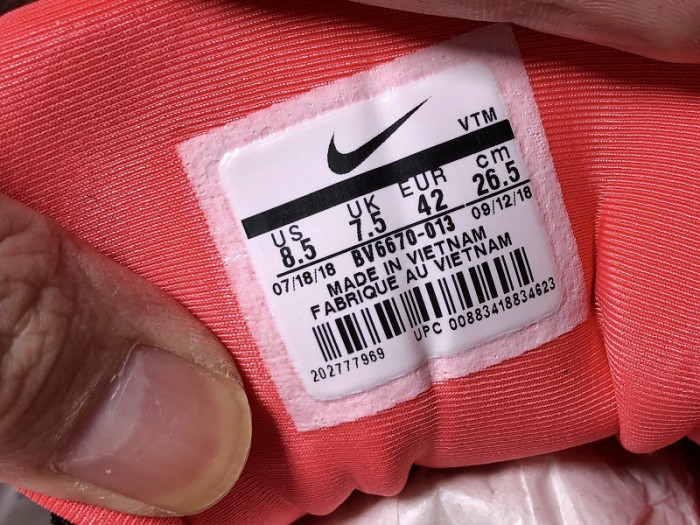 VTM
US UK EUR cm
8.5 7.5 42 26.5
07/18/18 BV6670-013 09/12/18
MADE IN VIETNAM
FABRIQUE AU VIETNAM
202777969 UPC 00883418834623